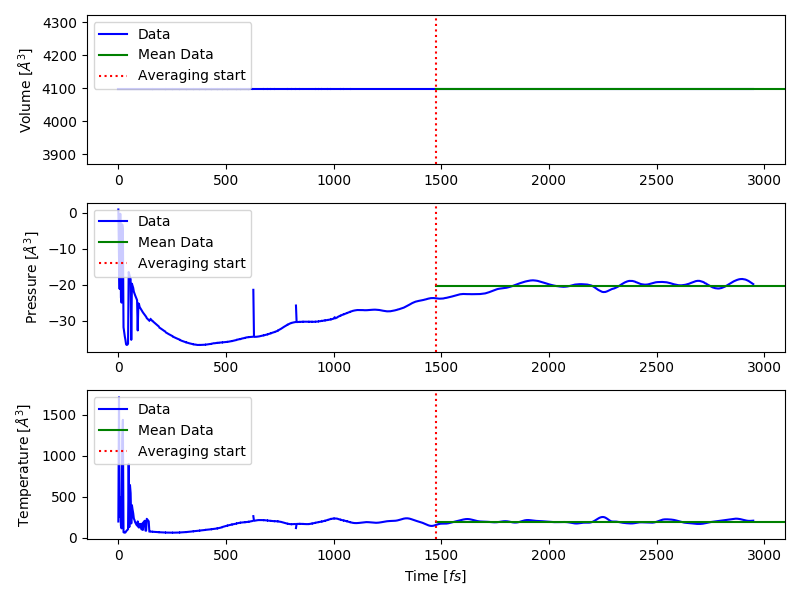 4300
4200
4100
4000
3900
Volume [Å³]
Data
Mean Data
Averaging start
0 500 1000 1500 2000 2500 3000
0
−10
−20
−30
Pressure [Å³]
Data
Mean Data
Averaging start
0 500 1000 1500 2000 2500 3000
1500
1000
500
0
Temperature [Å³]
Data
Mean Data
Averaging start
0 500 1000 1500 2000 2500 3000
Time [fs]